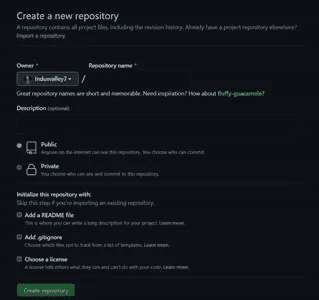 Create a new repository
A repository contains all project files, including the revision history. Already have a project repository elsewhere?
Import a repository.
Owner * Repository name *
Indusvalley7 /
Great repository names are short and memorable. Need inspiration? How about fluffy-guacamole?
Description (optional)
Public
Anyone on the internet can see this repository. You choose who can commit.
Private
You choose who can see and commit to this repository.
Initialize this repository with:
Skip this step if you're importing an existing repository.
Add a README file
This is where you can write a long description for your project. Learn more.
Add .gitignore
Choose which files not to track from a list of templates. Learn more.
Choose a license
A license tells others what they can and can't do with your code. Learn more.
Create repository